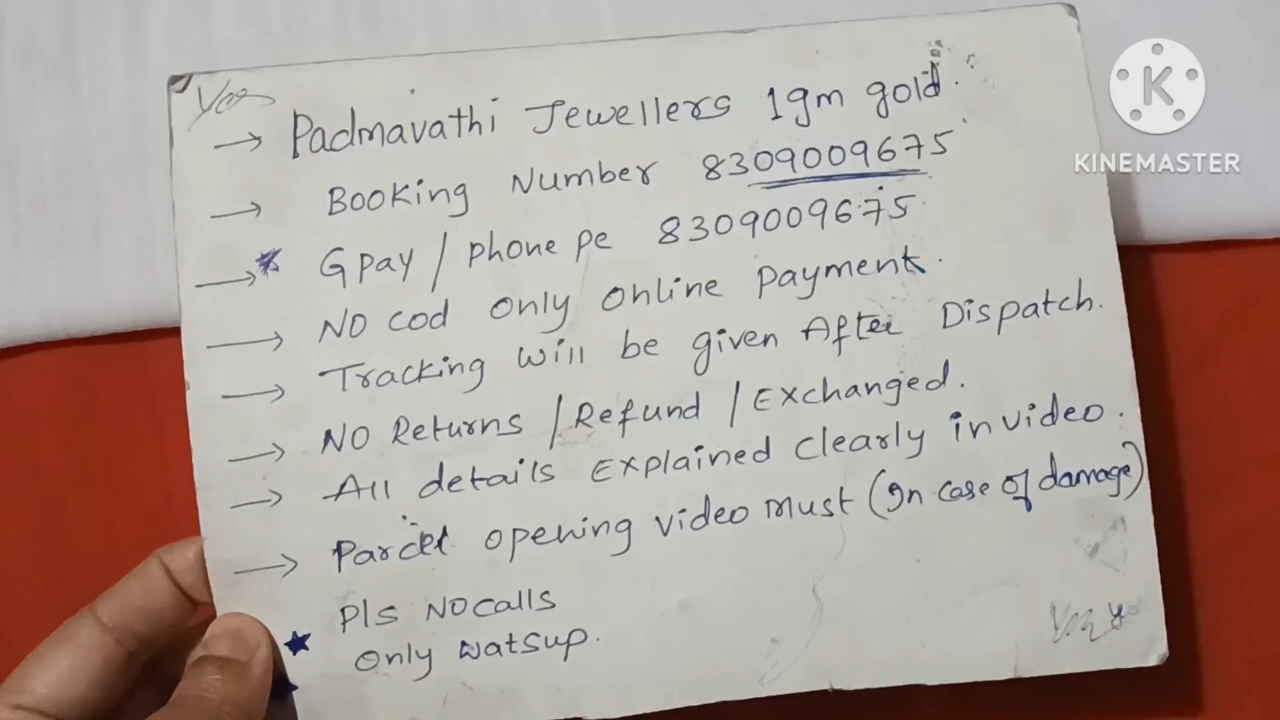 Yes
→ Padmavathi Jewellers 1gm gold.
→ Booking Number 8309009675
→ * Gpay / phone pe 8309009675
→ NO cod only online payment.
→ Tracking will be given After Dispatch.
→ NO Returns / Refund / Exchanged.
→ All details Explained clearly in video.
→ Parcel opening video must (In case of damage)
Pls NO calls
★ only watsup.
KINEMASTER